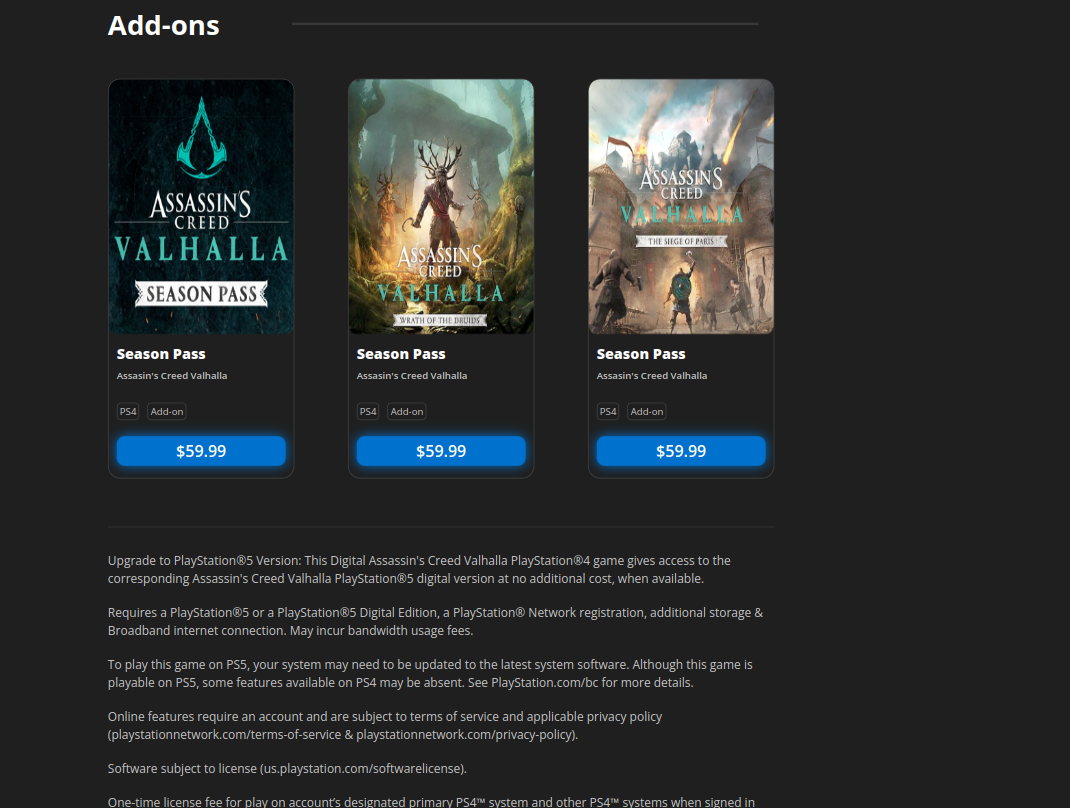 Add-ons
ASSASSIN'S
CREED
VALHALLA
SEASON PASS
Season Pass
Assasin's Creed Valhalla
PS4 Add-on
$59.99
ASSASSIN'S
CREED
VALHALLA
WRATH OF THE DRUIDS
Season Pass
Assasin's Creed Valhalla
PS4 Add-on
$59.99
ASSASSIN'S
CREED
VALHALLA
THE SIEGE OF PARIS
Season Pass
Assasin's Creed Valhalla
PS4 Add-on
$59.99
Upgrade to PlayStation®5 Version: This Digital Assassin's Creed Valhalla PlayStation®4 game gives access to the
corresponding Assassin's Creed Valhalla PlayStation®5 digital version at no additional cost, when available.
Requires a PlayStation®5 or a PlayStation®5 Digital Edition, a PlayStation® Network registration, additional storage &
Broadband internet connection. May incur bandwidth usage fees.
To play this game on PS5, your system may need to be updated to the latest system software. Although this game is
playable on PS5, some features available on PS4 may be absent. See PlayStation.com/bc for more details.
Online features require an account and are subject to terms of service and applicable privacy policy
(playstationnetwork.com/terms-of-service & playstationnetwork.com/privacy-policy).
Software subject to license (us.playstation.com/softwarelicense).
One-time license fee for play on account’s designated primary PS4™ system and other PS4™ systems when signed in